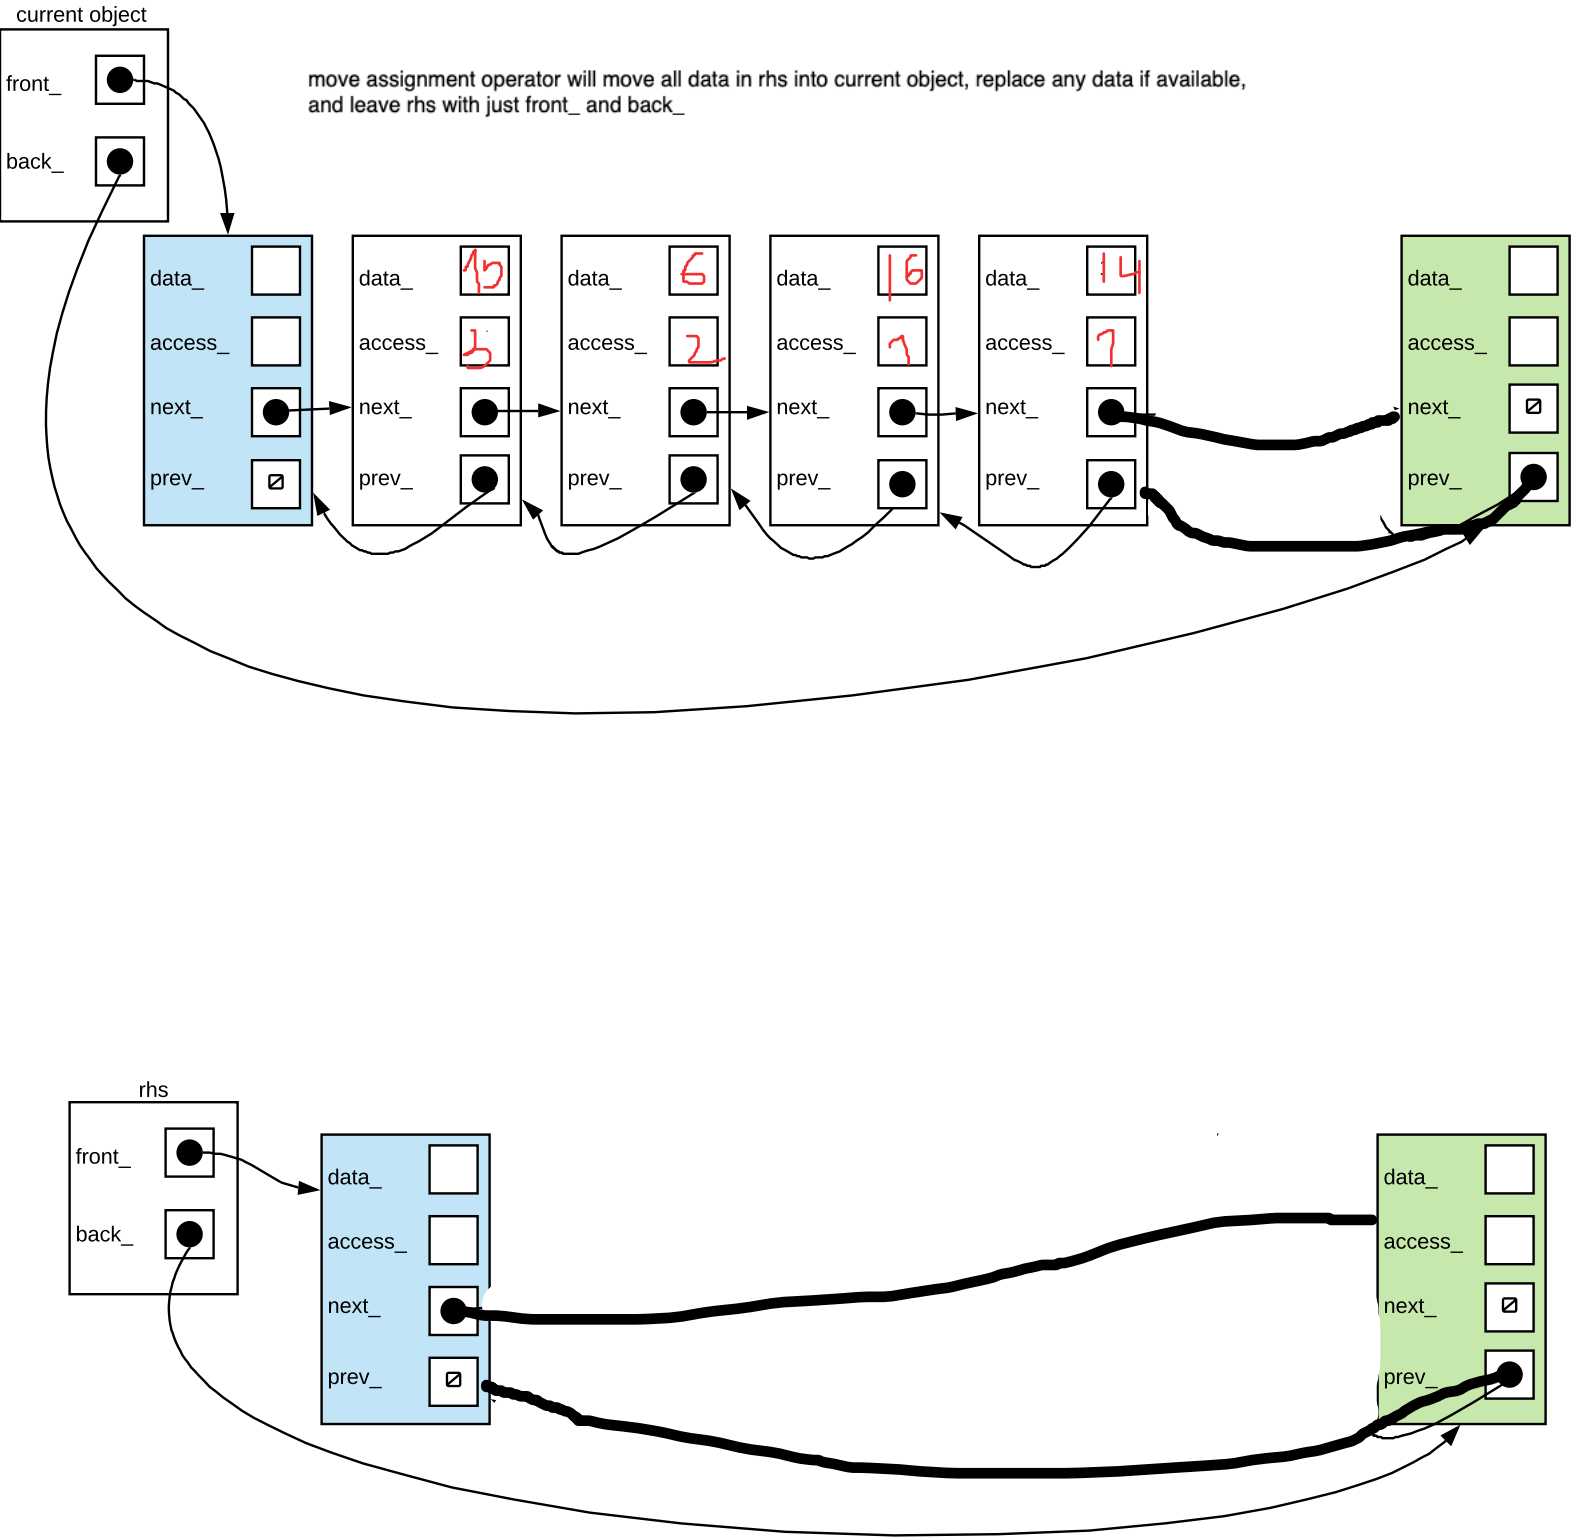 current object
front_
back_
move assignment operator will move all data in rhs into current object, replace any data if available,
and leave rhs with just front_ and back_
data_
access_
next_
prev_
data_ 15
access_ 3
next_
prev_
data_ 6
access_ 2
next_
prev_
data_ 16
access_ 1
next_
prev_
data_ 14
access_ 1
next_
prev_
data_
access_
next_
prev_
rhs
front_
back_
data_
access_
next_
prev_
data_
access_
next_
prev_